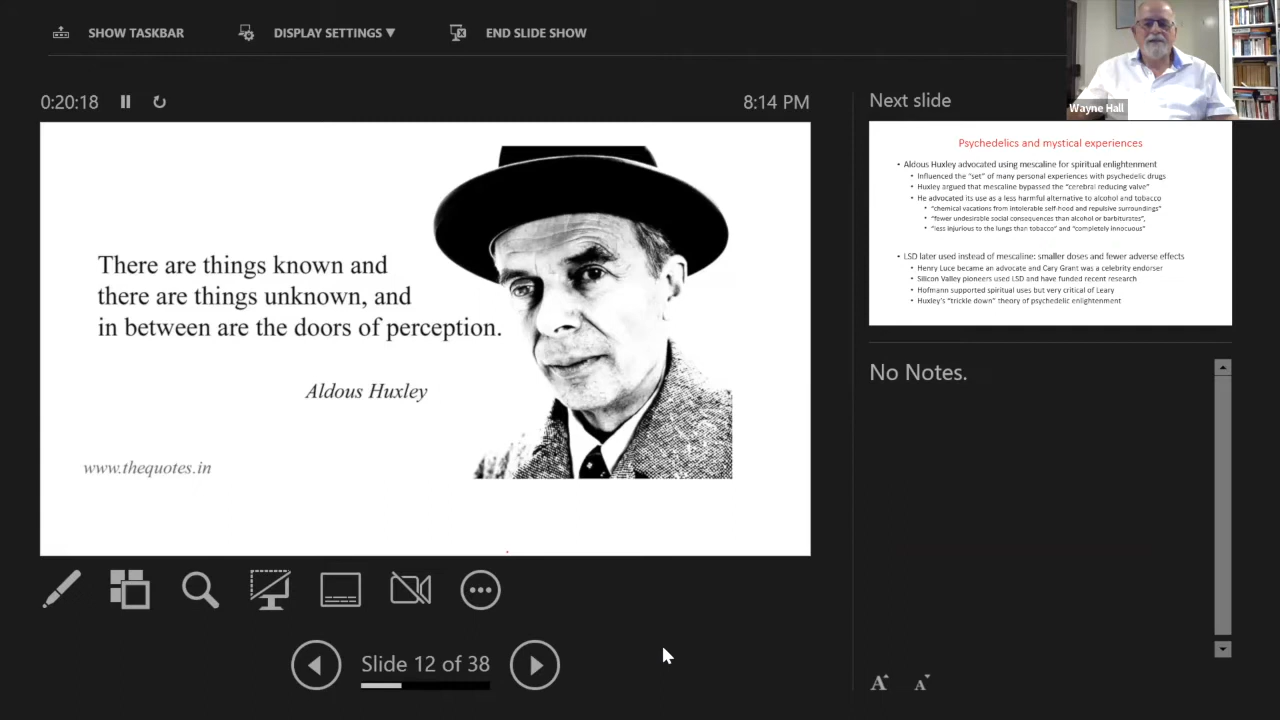 SHOW TASKBAR
DISPLAY SETTINGS ▼
END SLIDE SHOW
Wayne Hall
0:20:18
8:14 PM
There are things known and
there are things unknown, and
in between are the doors of perception.
Aldous Huxley
www.thequotes.in
Slide 12 of 38
Next slide
Psychedelics and mystical experiences
• Aldous Huxley advocated using mescaline for spiritual enlightenment
• Influenced the “set” of many personal experiences with psychedelic drugs
• Huxley argued that mescaline bypassed the “cerebral reducing valve”
• He advocated its use as a less harmful alternative to alcohol and tobacco
• “chemical vacations from intolerable self-hood and repulsive surroundings”
• “fewer undesirable social consequences than alcohol or barbiturates”,
• “less injurious to the lungs than tobacco” and “completely innocuous”
• LSD later used instead of mescaline: smaller doses and fewer adverse effects
• Henry Luce became an advocate and Cary Grant was a celebrity endorser
• Silicon Valley pioneers used LSD and have funded recent research
• Hofmann supported spiritual uses but very critical of Leary
• Huxley’s “trickle down” theory of psychedelic enlightenment
No Notes.
A A